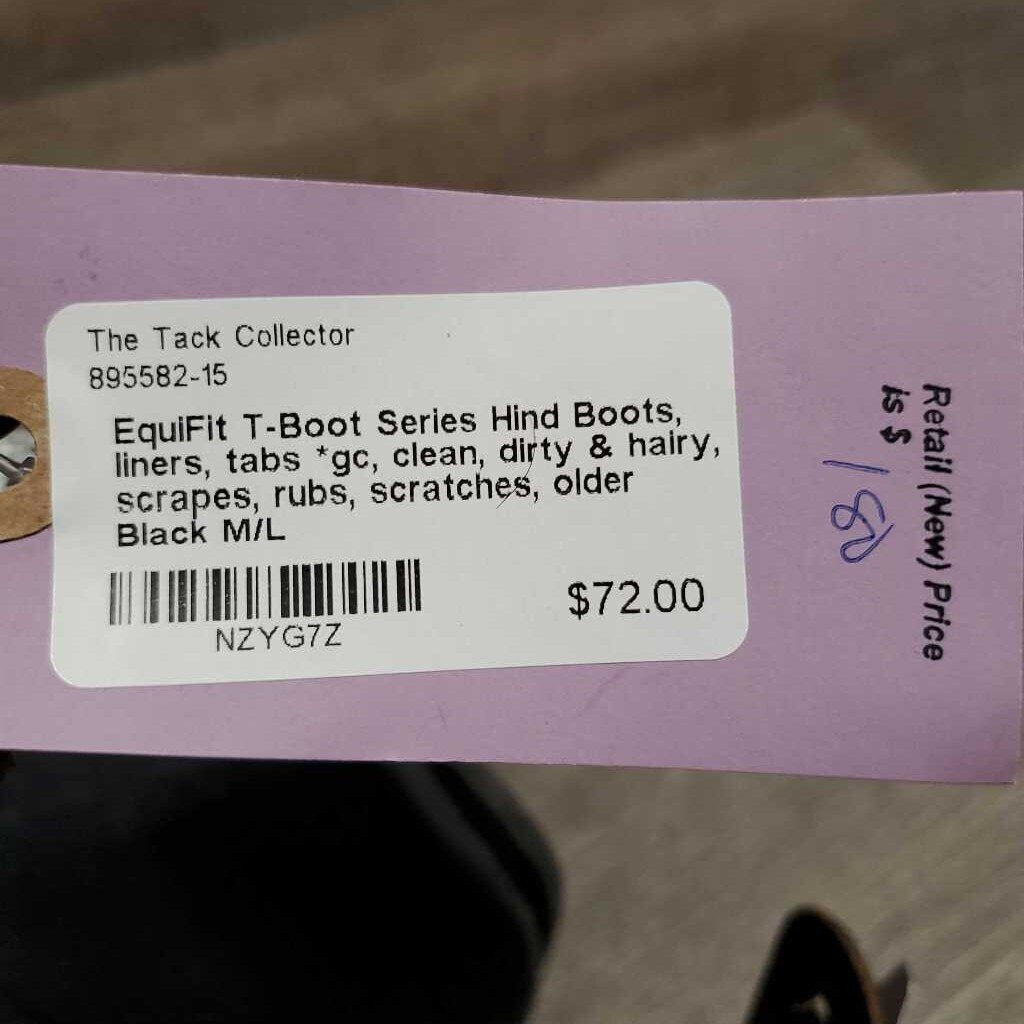 The Tack Collector
895582-15
EquiFit T-Boot Series Hind Boots,
liners, tabs *gc, clean, dirty & hairy,
scrapes, rubs, scratches, older
Black M/L
NZYG7Z
$72.00
Retail (New) Price
is $
180